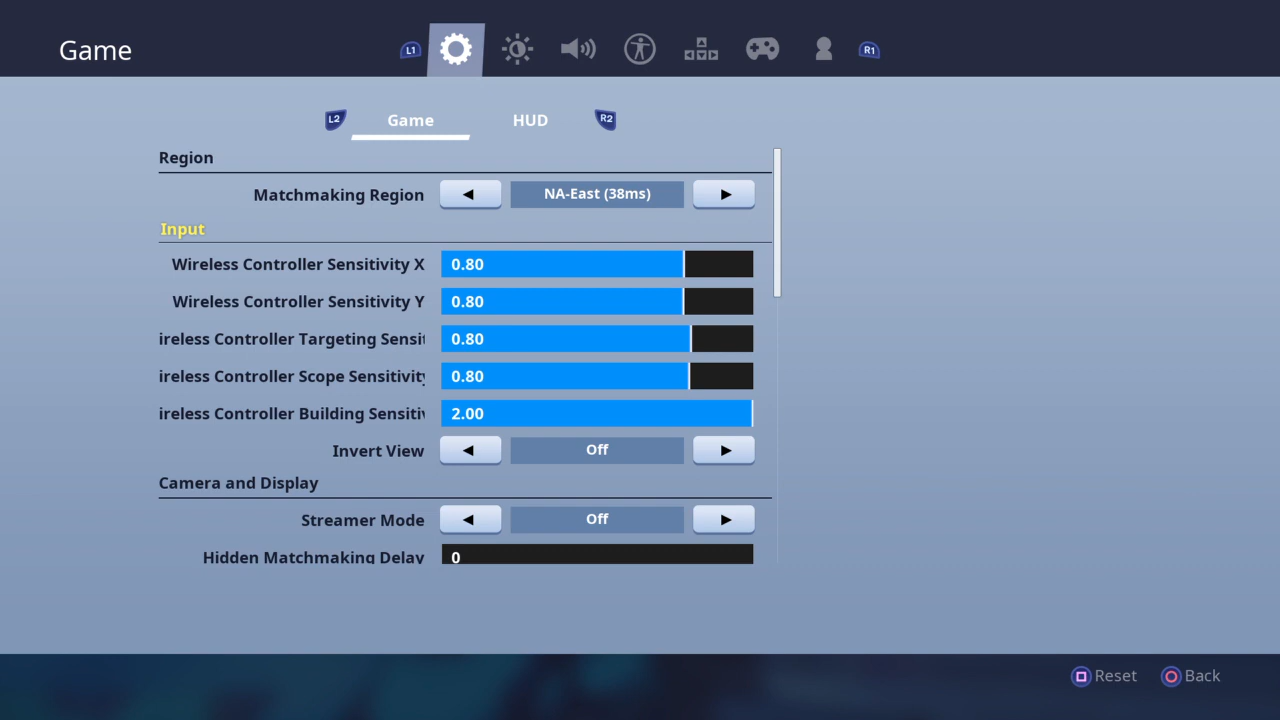 Game
L1
R1
L2
Game
HUD
R2
Region
Matchmaking Region
NA-East (38ms)
Input
Wireless Controller Sensitivity X
0.80
Wireless Controller Sensitivity Y
0.80
ireless Controller Targeting Sensit
0.80
ireless Controller Scope Sensitivity
0.80
ireless Controller Building Sensitiv
2.00
Invert View
Off
Camera and Display
Streamer Mode
Off
Hidden Matchmaking Delay
0
Reset
Back